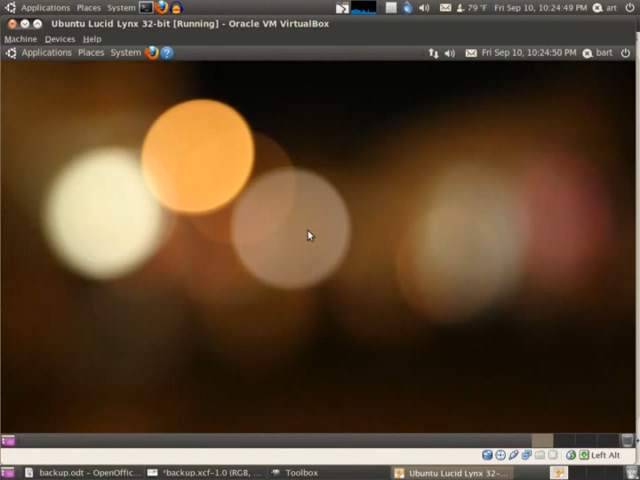 Applications Places System 79 °F Fri Sep 10, 10:24:49 PM art
Ubuntu Lucid Lynx 32-bit [Running] - Oracle VM VirtualBox
Machine Devices Help
Applications Places System Fri Sep 10, 10:24:50 PM bart
Left Alt
backup.odt – OpenOffic... *backup.xcf-1.0 (RGB, ... Toolbox Ubuntu Lucid Lynx 32-...